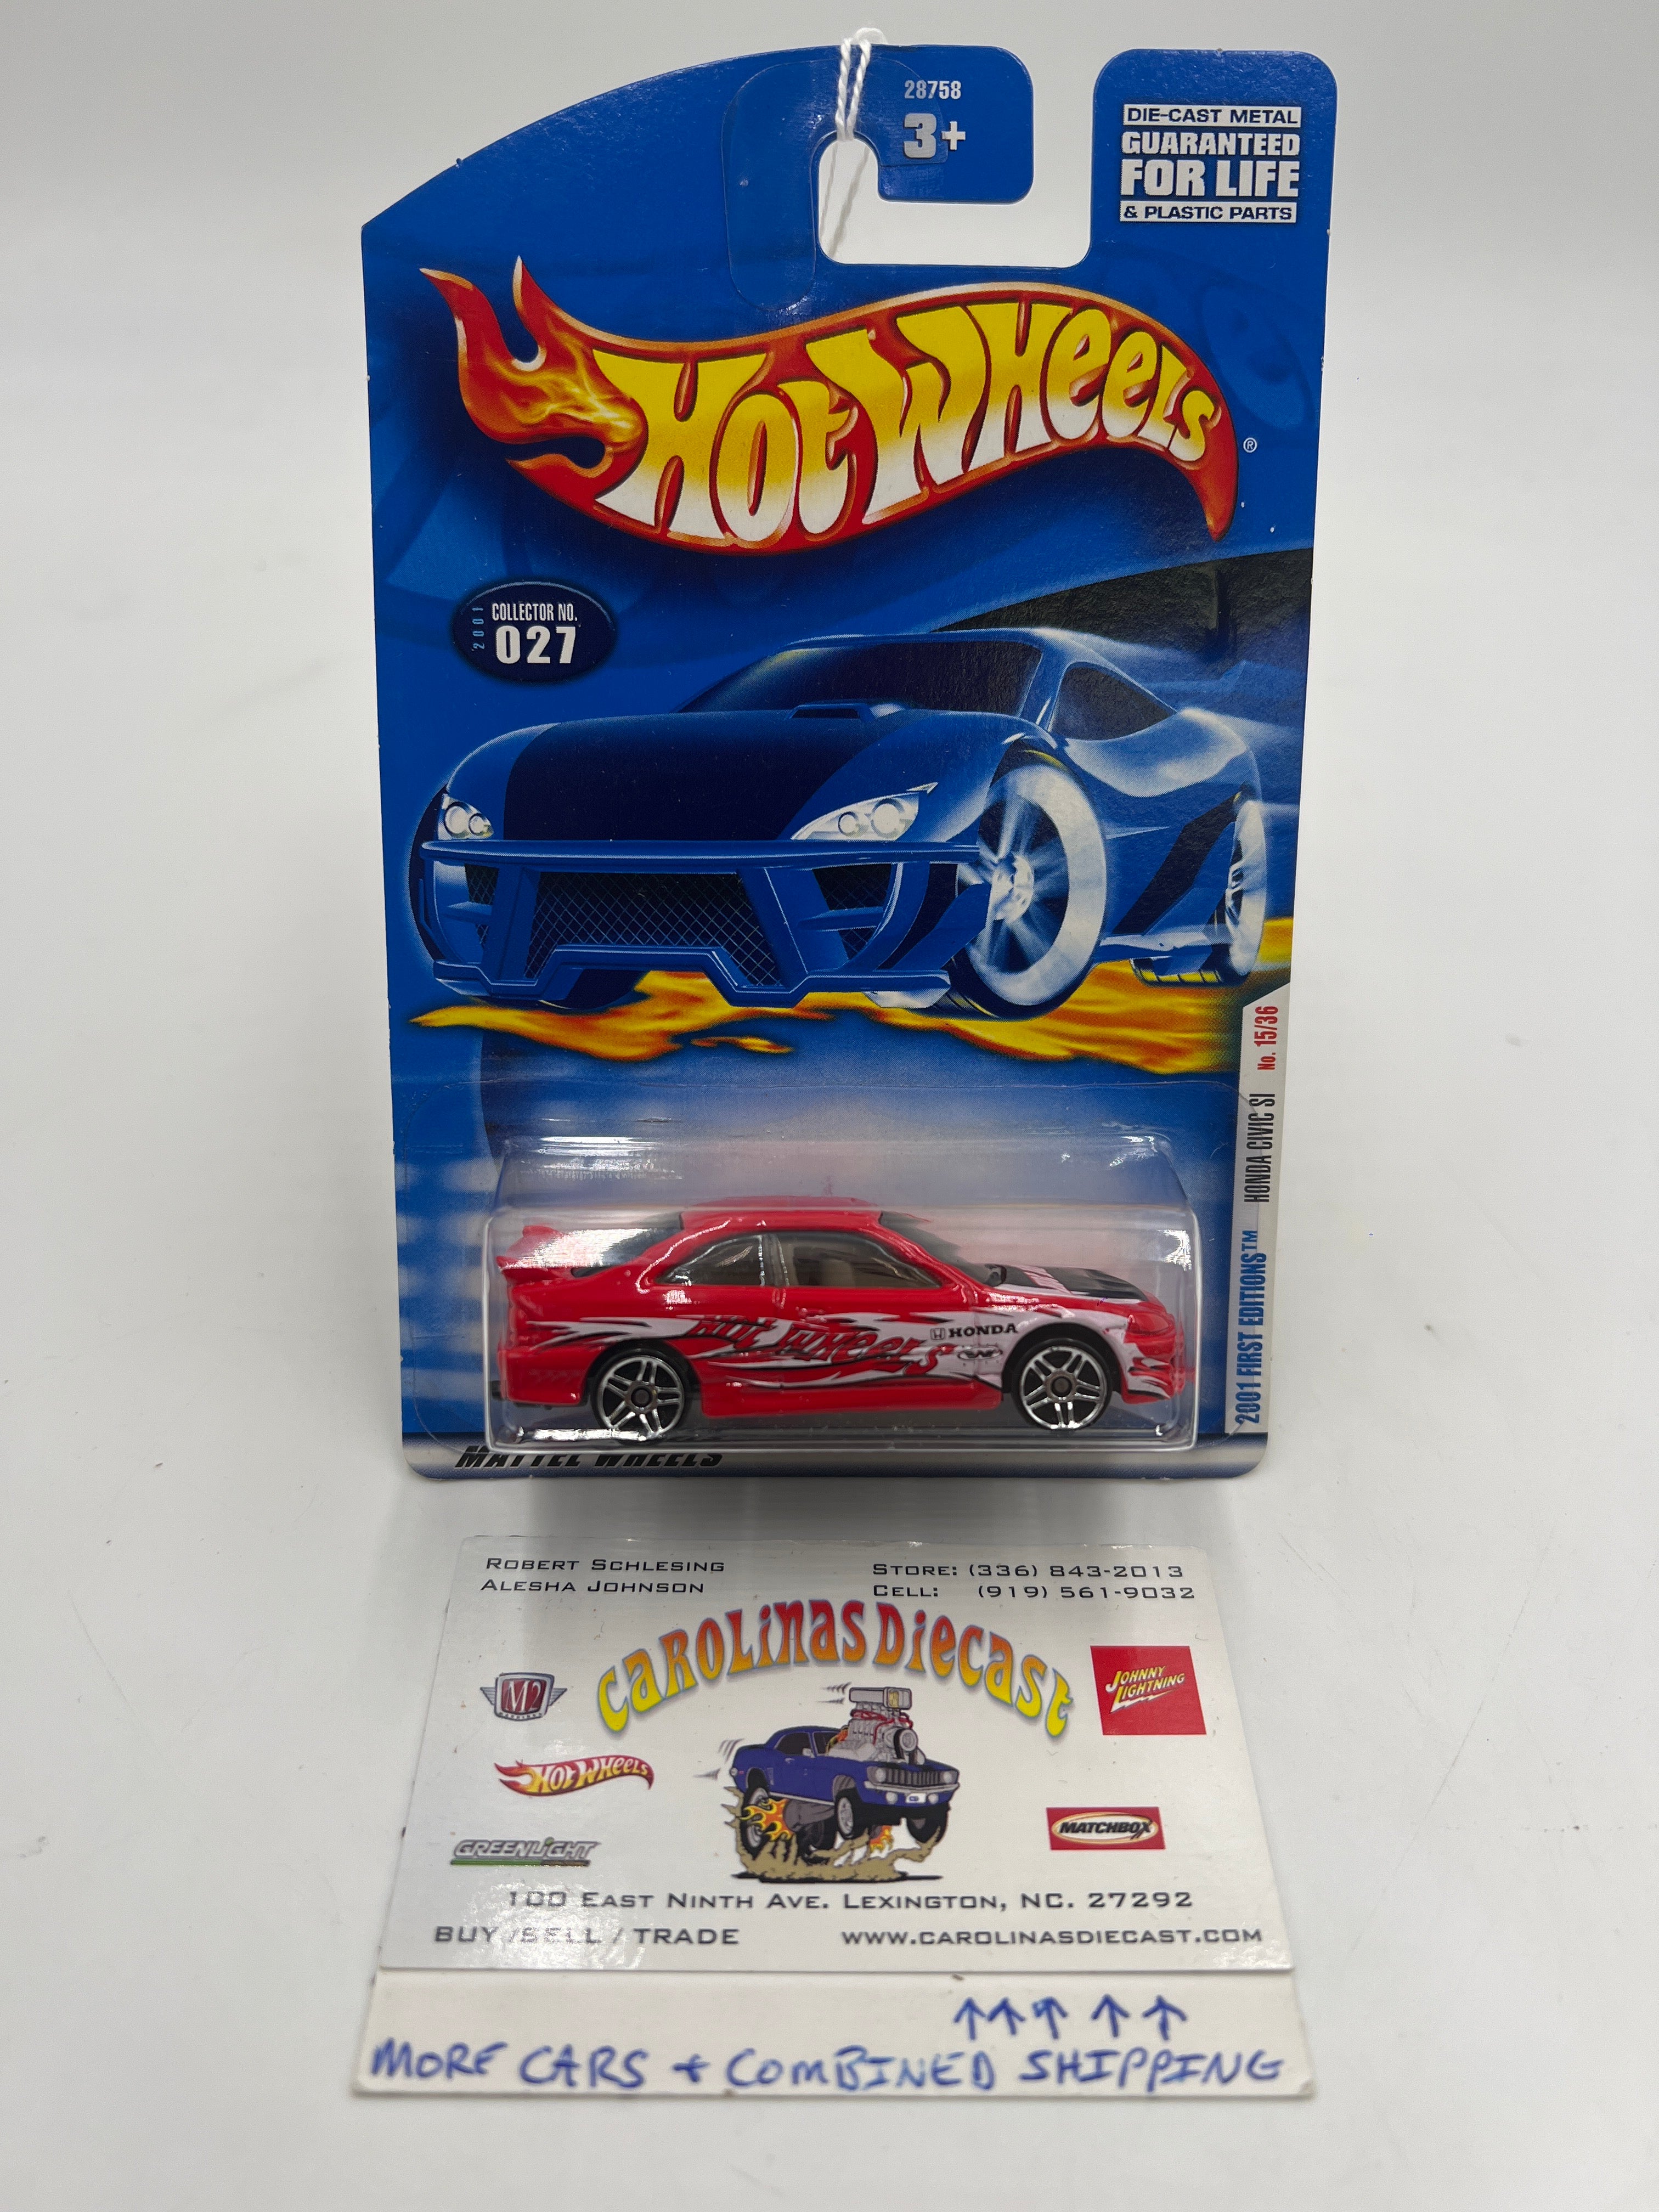 28758
3+
DIE-CAST METAL
GUARANTEED
FOR LIFE
& PLASTIC PARTS
HOT WHEELS
®
2001
COLLECTOR NO.
027
2001 FIRST EDITIONS™ HONDA CIVIC SI No. 15/36
HOT WHEELS
HONDA
MATTEL WHEELS
ROBERT SCHLESING
ALESHA JOHNSON
STORE: (336) 843-2013
CELL: (919) 561-9032
CAROLINAS DIECAST
M2
JOHNNY
LIGHTNING
HOT WHEELS
GREENLIGHT
MATCHBOX
100 EAST NINTH AVE. LEXINGTON, NC. 27292
BUY / SELL / TRADE WWW.CAROLINASDIECAST.COM
MORE CARS + COMBINED SHIPPING